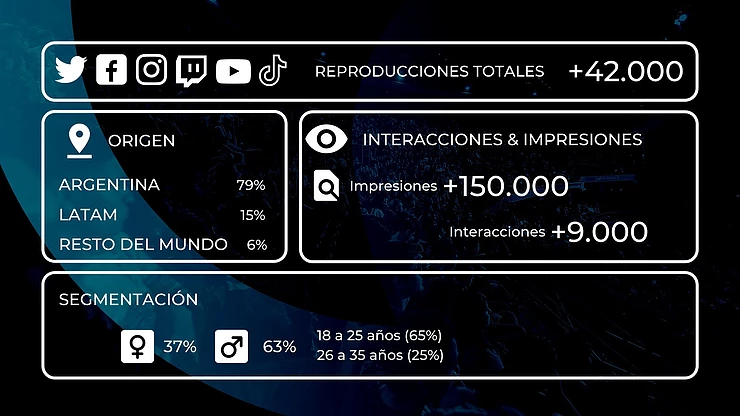 REPRODUCCIONES TOTALES +42.000
ORIGEN
ARGENTINA 79%
LATAM 15%
RESTO DEL MUNDO 6%
INTERACCIONES & IMPRESIONES
Impresiones +150.000
Interacciones +9.000
SEGMENTACIÓN
37% 63%
18 a 25 años (65%)
26 a 35 años (25%)